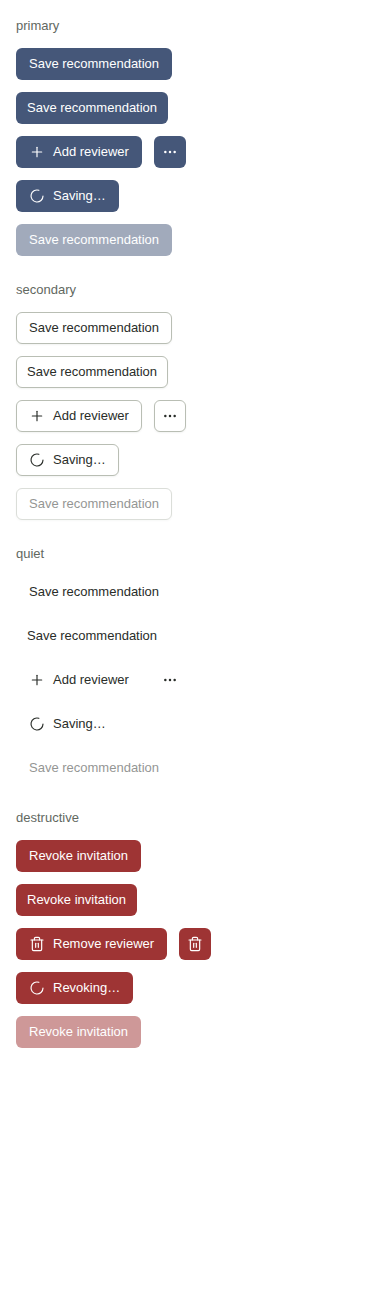 primary
Save recommendation
Save recommendation
Add reviewer
Saving…
Save recommendation
secondary
Save recommendation
Save recommendation
Add reviewer
Saving…
Save recommendation
quiet
Save recommendation
Save recommendation
Add reviewer
Saving…
Save recommendation
destructive
Revoke invitation
Revoke invitation
Remove reviewer
Revoking…
Revoke invitation